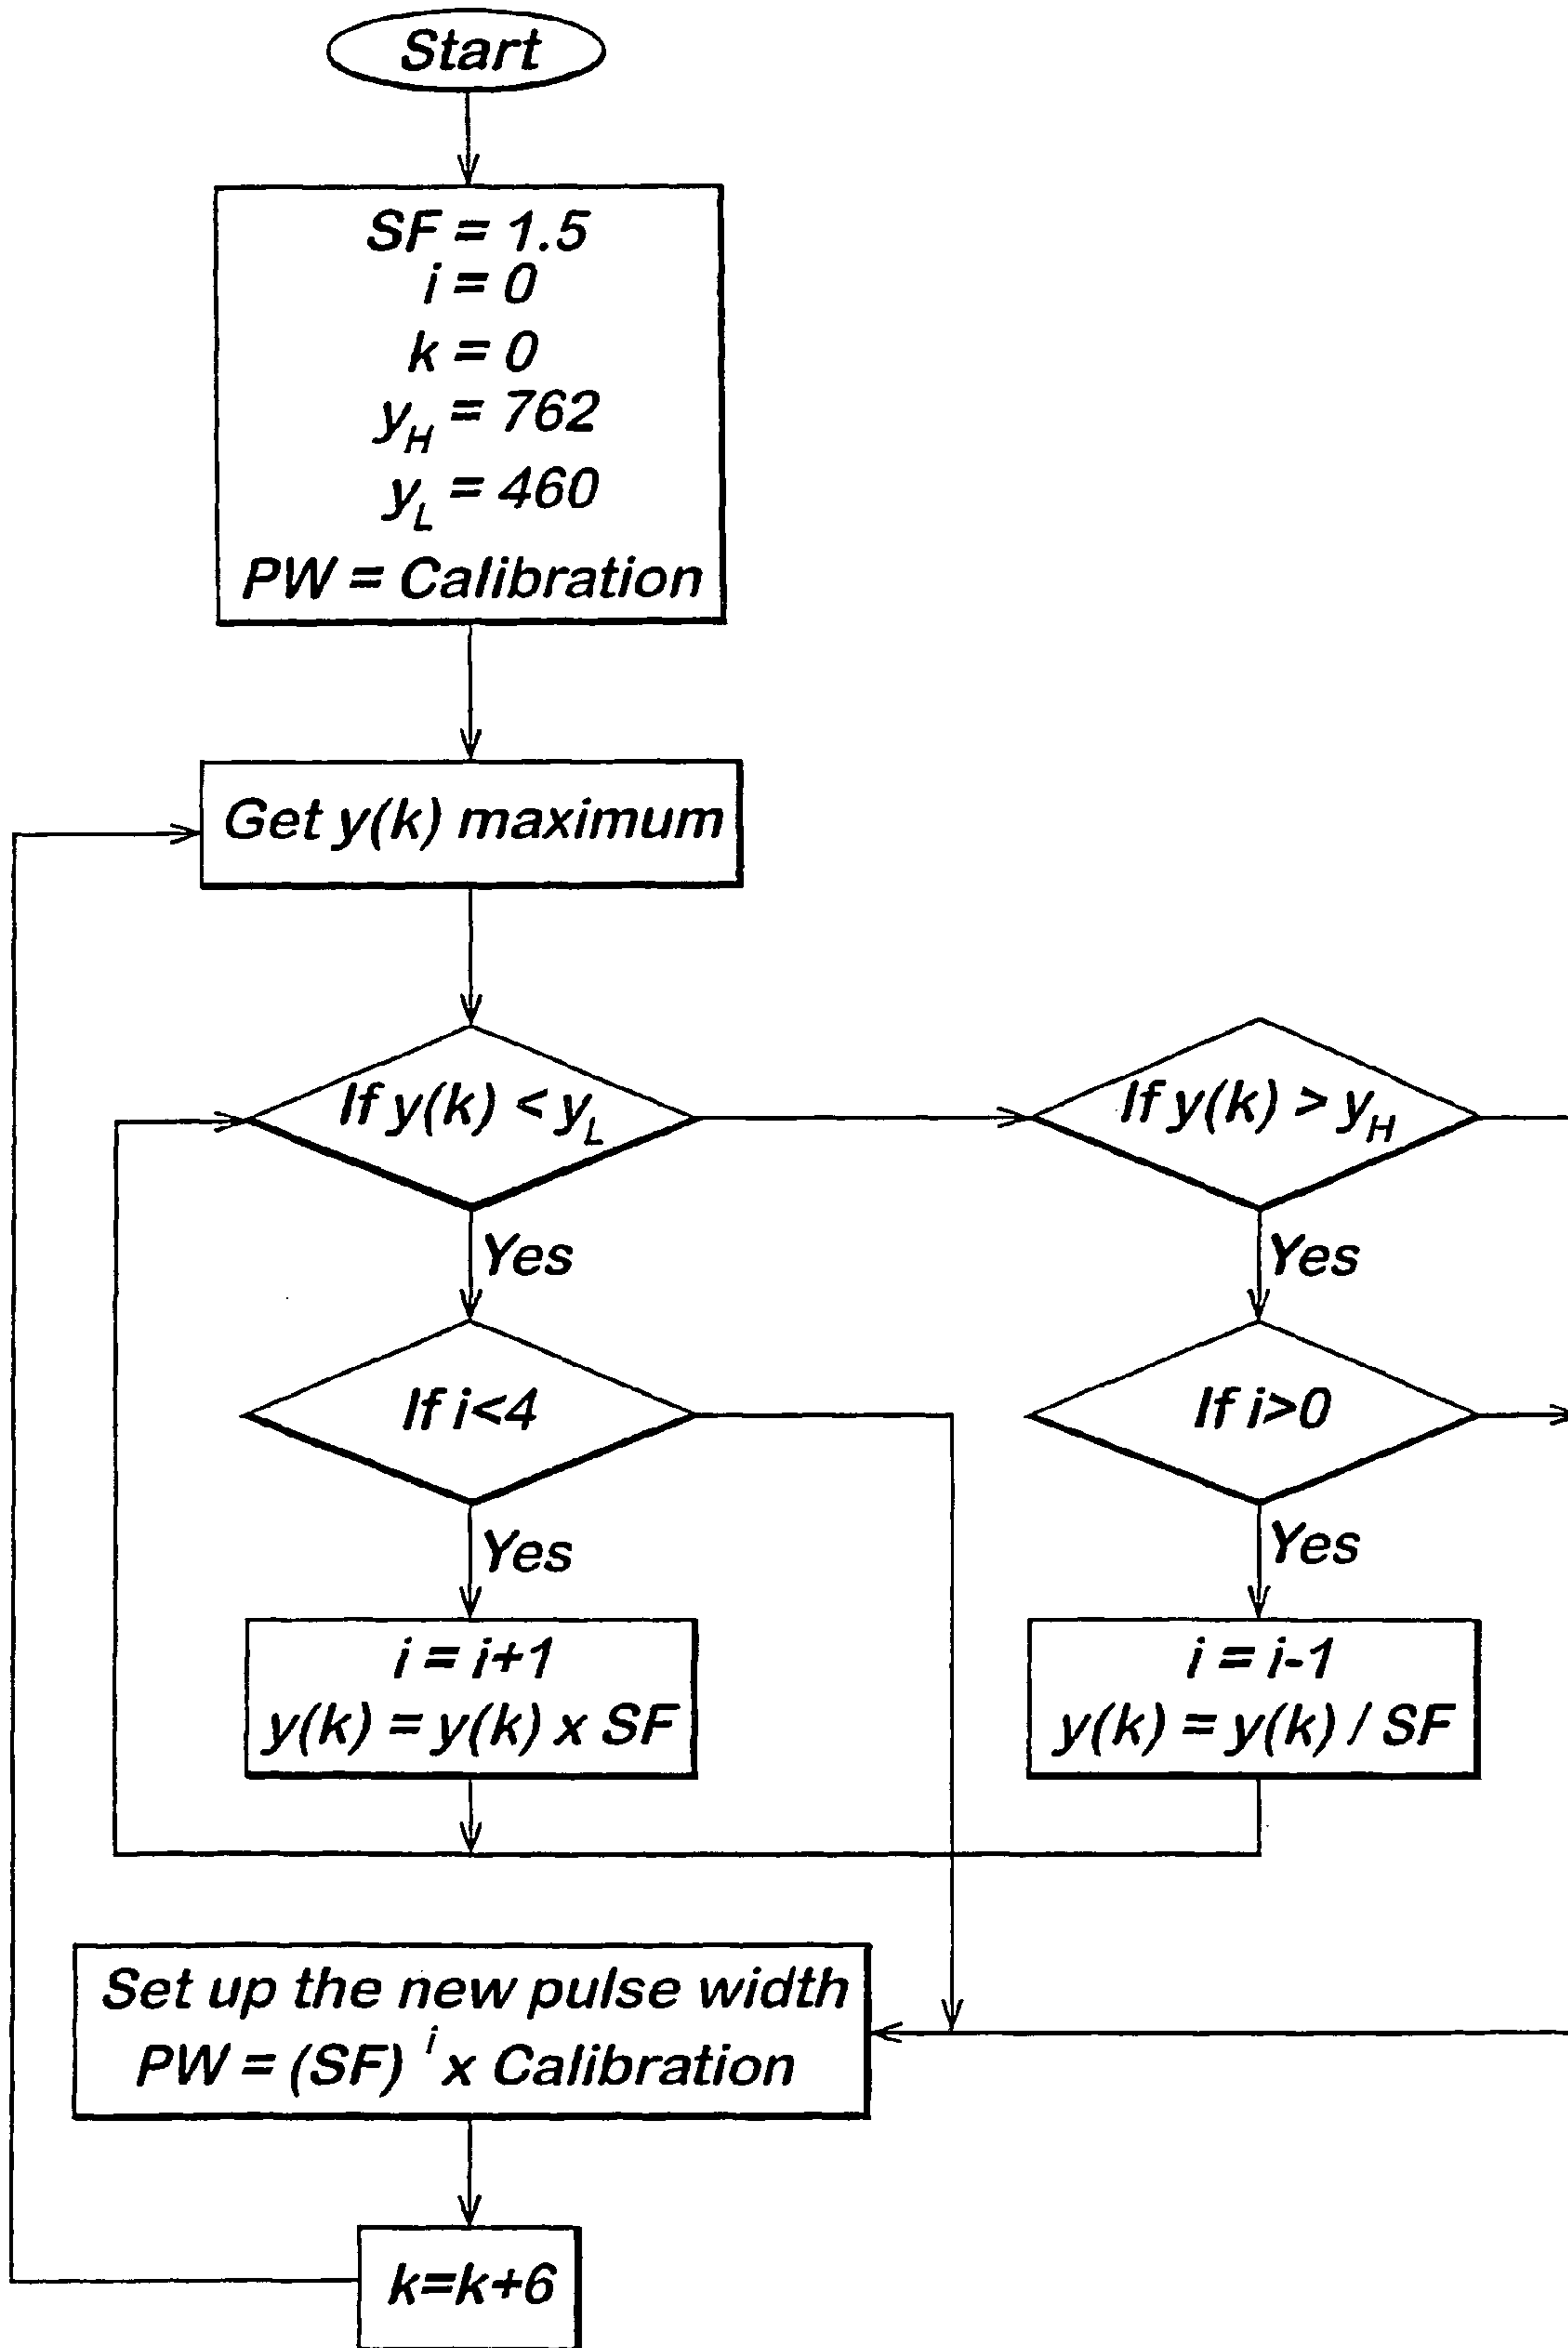 Start
SF = 1.5
i = 0
k = 0
y_H = 762
y_L = 460
PW = Calibration
Get y(k) maximum
If y(k) < y_L
If y(k) > y_H
Yes
Yes
If i<4
If i>0
Yes
Yes
i = i+1
y(k) = y(k) x SF
i = i-1
y(k) = y(k) / SF
Set up the new pulse width
PW = (SF)^i x Calibration
k=k+6